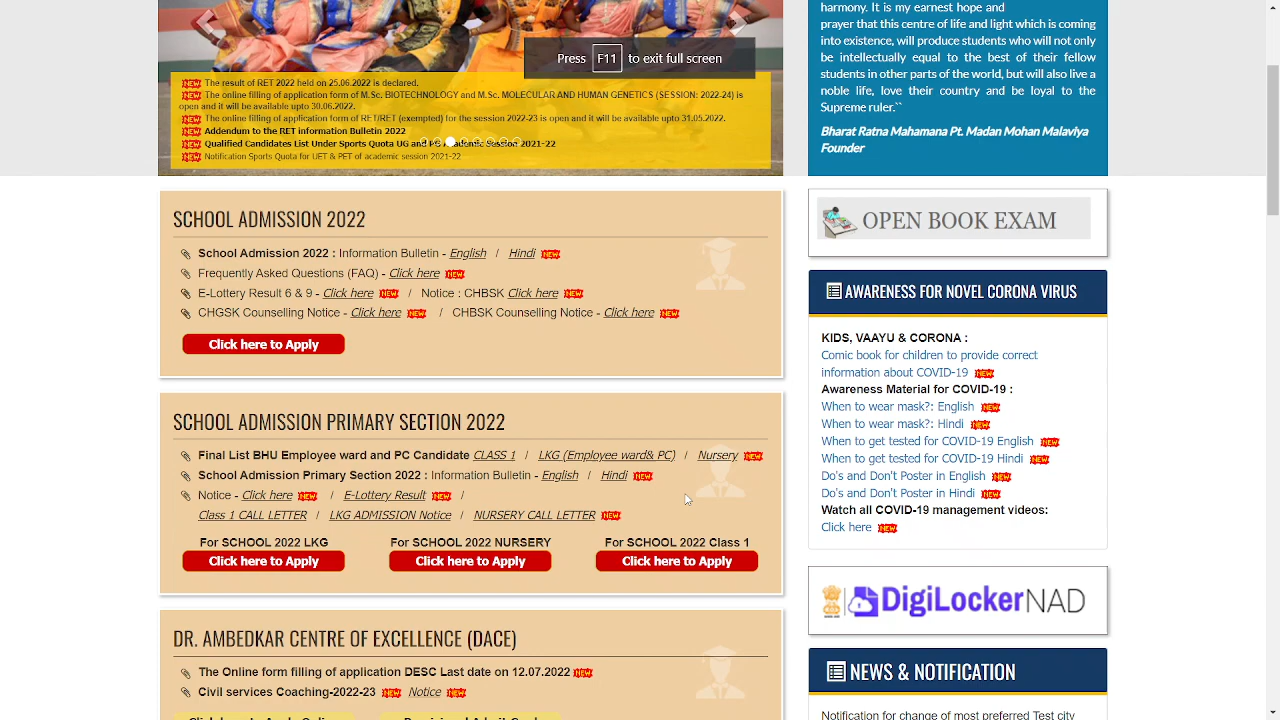 harmony. It is my earnest hope and
prayer that this centre of life and light which is coming
into existence, will produce students who will not only
be intellectually equal to the best of their fellow
students in other parts of the world, but will also live a
noble life, love their country and be loyal to the
Supreme ruler.``
Bharat Ratna Mahamana Pt. Madan Mohan Malaviya
Founder
Press F11 to exit full screen
NEW The result of RET 2022 held on 25.06.2022 is declared.
NEW The online filling of application form of M.Sc. BIOTECHNOLOGY and M.Sc. MOLECULAR AND HUMAN GENETICS (SESSION: 2022-24) is
open and it will be available upto 30.06.2022.
NEW The online filling of application form of RET/RET (exempted) for the session 2022-23 is open and it will be available upto 31.05.2022.
NEW Addendum to the RET information Bulletin 2022
NEW Qualified Candidates List Under Sports Quota UG and PG Academic Session 2021-22
NEW Notification Sports Quota for UET & PET of academic session 2021-22
SCHOOL ADMISSION 2022
School Admission 2022 : Information Bulletin - English / Hindi NEW
Frequently Asked Questions (FAQ) - Click here NEW
E-Lottery Result 6 & 9 - Click here NEW / Notice : CHBSK Click here NEW
CHGSK Counselling Notice - Click here NEW / CHBSK Counselling Notice - Click here NEW
Click here to Apply
SCHOOL ADMISSION PRIMARY SECTION 2022
Final List BHU Employee ward and PC Candidate CLASS 1 / LKG (Employee ward& PC) / Nursery NEW
School Admission Primary Section 2022 : Information Bulletin - English / Hindi NEW
Notice - Click here NEW / E-Lottery Result NEW /
Class 1 CALL LETTER / LKG ADMISSION Notice / NURSERY CALL LETTER NEW
For SCHOOL 2022 LKG For SCHOOL 2022 NURSERY For SCHOOL 2022 Class 1
Click here to Apply Click here to Apply Click here to Apply
DR. AMBEDKAR CENTRE OF EXCELLENCE (DACE)
The Online form filling of application DESC Last date on 12.07.2022 NEW
Civil services Coaching-2022-23 NEW Notice NEW
OPEN BOOK EXAM
AWARENESS FOR NOVEL CORONA VIRUS
KIDS, VAAYU & CORONA :
Comic book for children to provide correct
information about COVID-19 NEW
Awareness Material for COVID-19 :
When to wear mask?: English NEW
When to wear mask?: Hindi NEW
When to get tested for COVID-19 English NEW
When to get tested for COVID-19 Hindi NEW
Do's and Don't Poster in English NEW
Do's and Don't Poster in Hindi NEW
Watch all COVID-19 management videos:
Click here NEW
DigiLockerNAD
NEWS & NOTIFICATION
Notification for change of most preferred Test city